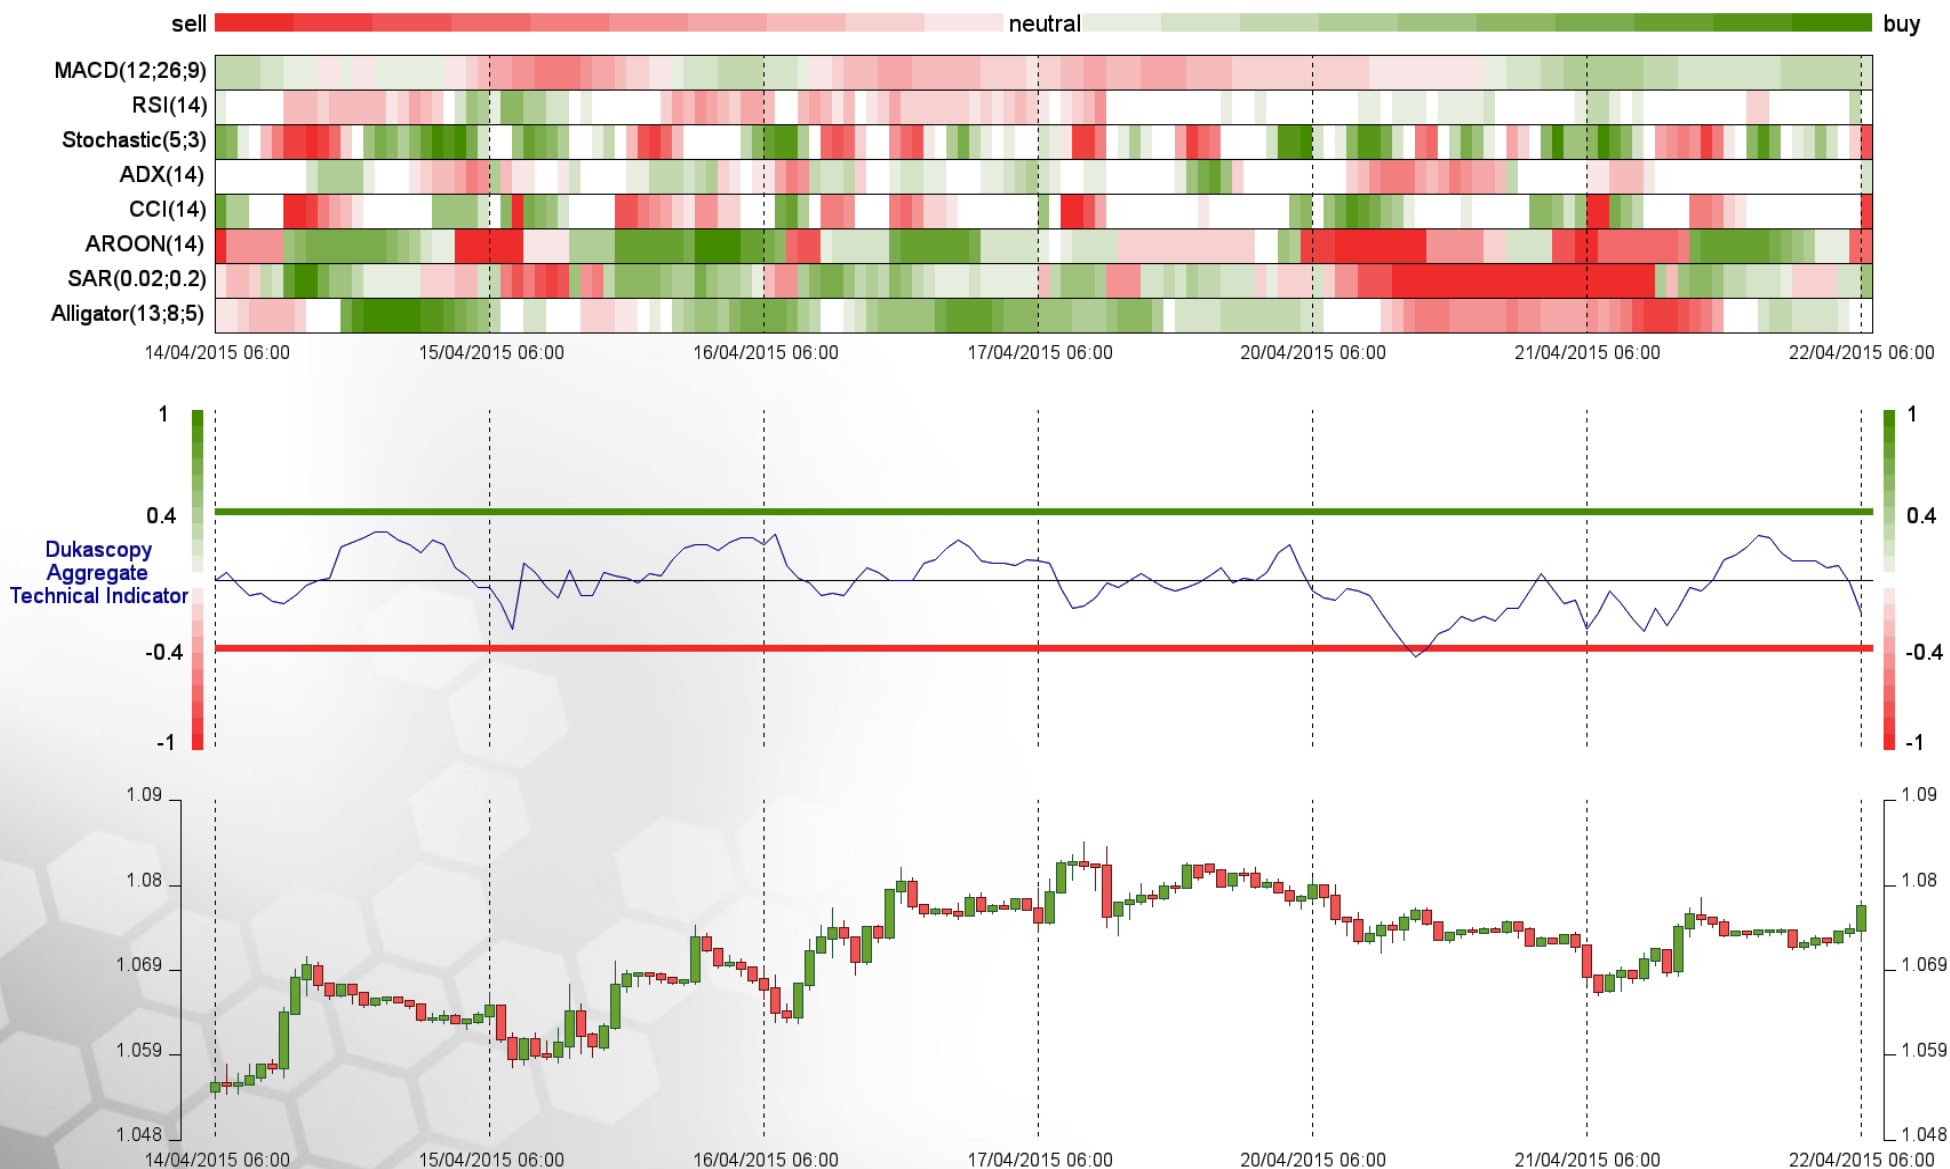 sell neutral buy
MACD(12;26;9)
RSI(14)
Stochastic(5;3)
ADX(14)
CCI(14)
AROON(14)
SAR(0.02;0.2)
Alligator(13;8;5)
14/04/2015 06:00 15/04/2015 06:00 16/04/2015 06:00 17/04/2015 06:00 20/04/2015 06:00 21/04/2015 06:00 22/04/2015 06:00
1 1
0.4 0.4
Dukascopy
Aggregate
Technical Indicator
-0.4 -0.4
-1 -1
1.09 1.09
1.08 1.08
1.069 1.069
1.059 1.059
1.048 1.048
14/04/2015 06:00 15/04/2015 06:00 16/04/2015 06:00 17/04/2015 06:00 20/04/2015 06:00 21/04/2015 06:00 22/04/2015 06:00